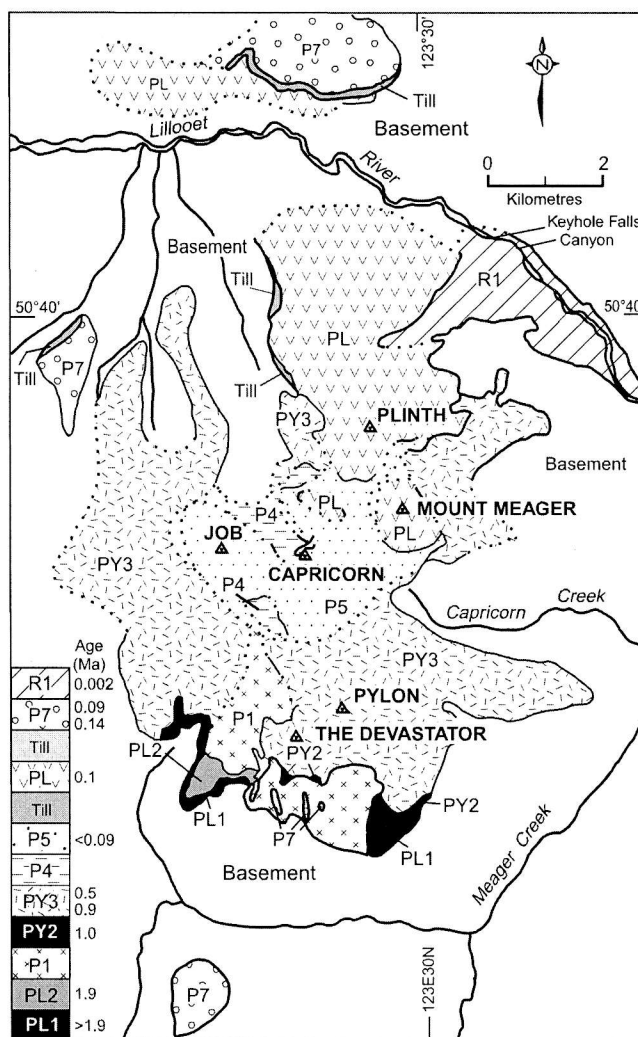 P7
123°30'
PL
Till
Lillooet
Basement
River
0 2
Kilometres
Keyhole Falls
Canyon
Basement
R1
Till
50°40'
50°40'
PL
P7
Till
Till
PY3
PLINTH
Basement
PL
MOUNT MEAGER
P4
JOB
PL
PY3
CAPRICORN
Creek
P4
Capricorn
P5
PY3
Age
(Ma)
R1 0.002
PYLON
P7 0.09
0.14
P1
THE DEVASTATOR
Till
PL2
PY2
PL 0.1
PY2
Till
PL1
P7
PL1
P5 <0.09
Basement
Meager Creek
P4
PY3 0.5
0.9
PY2 1.0
P1
P7
123E30N
PL2 1.9
PL1 >1.9